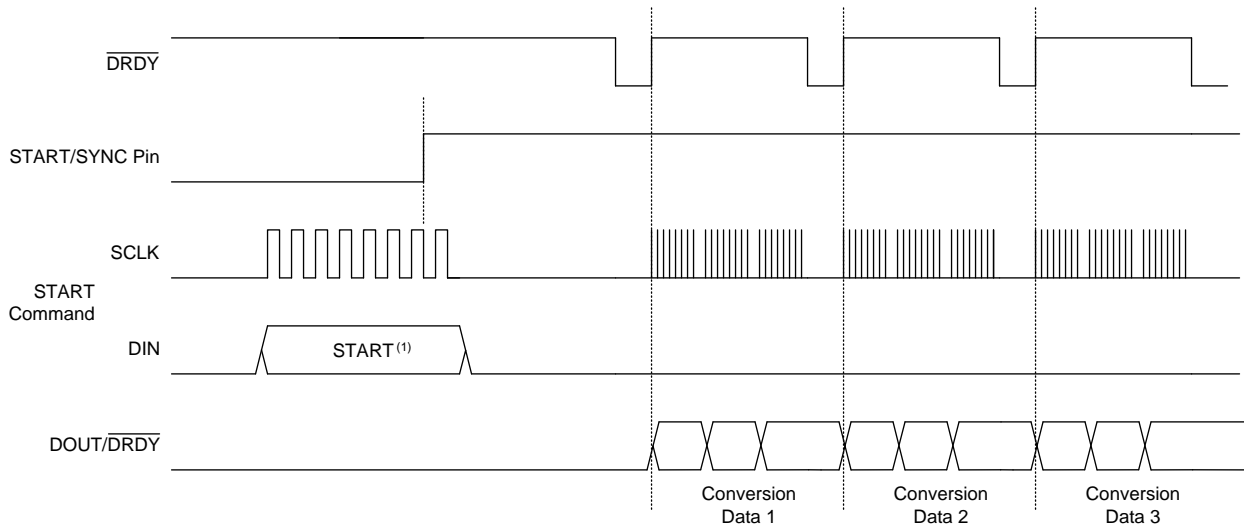 DRDY
START/SYNC Pin
SCLK
START
Command
DIN
START(1)
DOUT/DRDY
Conversion
Data 1
Conversion
Data 2
Conversion
Data 3